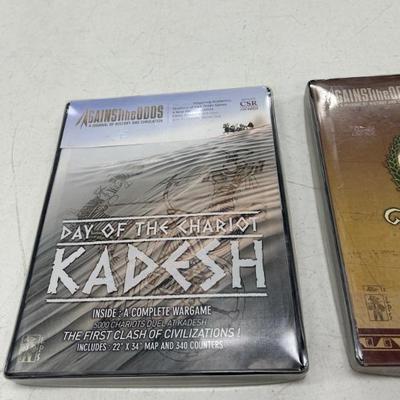 AGAINST the ODDS
A JOURNAL OF HISTORY AND SIMULATION
CSR
DAY OF THE CHARIOT
KADESH
INSIDE : A COMPLETE WARGAME
5000 CHARIOTS DUEL AT KADESH
THE FIRST CLASH OF CIVILIZATIONS !
INCLUDES : 22" X 34" MAP AND 340 COUNTERS
AGAINST the ODDS